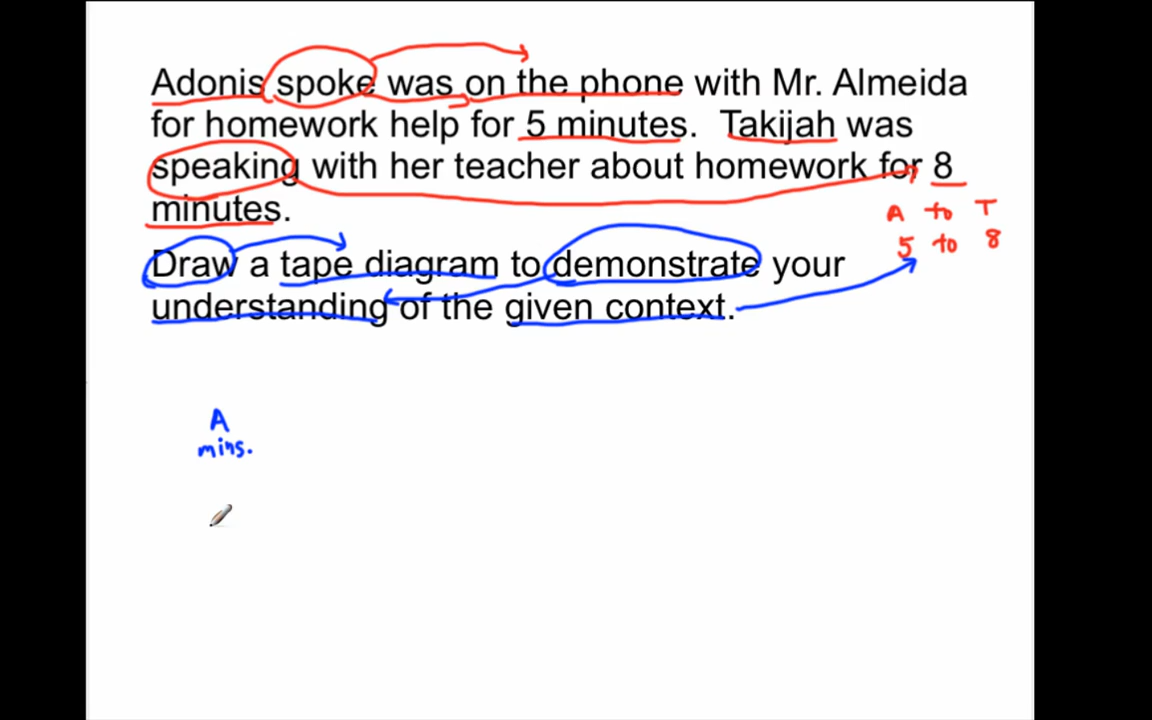 Adonis spoke was on the phone with Mr. Almeida
for homework help for 5 minutes. Takijah was
speaking with her teacher about homework for 8
minutes.
A to T
5 to 8
Draw a tape diagram to demonstrate your
understanding of the given context.
A
mins.